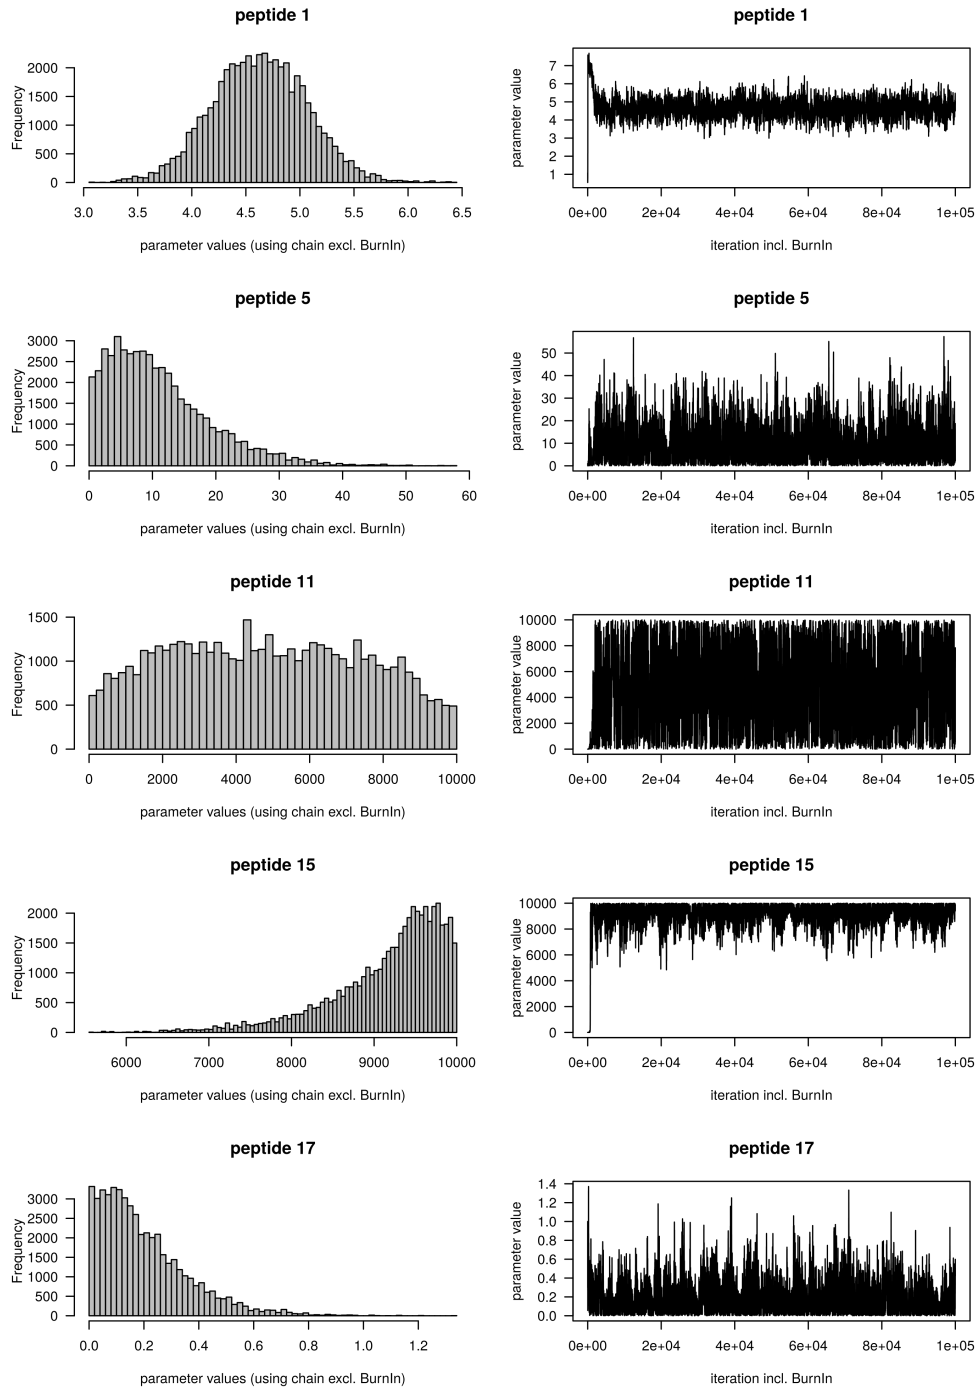 peptide 1
peptide 1
Frequency
2000
1500
1000
500
0
3.0 3.5 4.0 4.5 5.0 5.5 6.0 6.5
parameter values (using chain excl. BurnIn)
parameter value
7
6
5
4
3
2
1
0e+00 2e+04 4e+04 6e+04 8e+04 1e+05
iteration incl. BurnIn
peptide 5
peptide 5
Frequency
3000
2500
2000
1500
1000
500
0
0 10 20 30 40 50 60
parameter values (using chain excl. BurnIn)
parameter value
50
40
30
20
10
0
0e+00 2e+04 4e+04 6e+04 8e+04 1e+05
iteration incl. BurnIn
peptide 11
peptide 11
Frequency
1500
1000
500
0
0 2000 4000 6000 8000 10000
parameter values (using chain excl. BurnIn)
parameter value
10000
8000
6000
4000
2000
0
0e+00 2e+04 4e+04 6e+04 8e+04 1e+05
iteration incl. BurnIn
peptide 15
peptide 15
Frequency
2000
1500
1000
500
0
6000 7000 8000 9000 10000
parameter values (using chain excl. BurnIn)
parameter value
10000
8000
6000
4000
2000
0
0e+00 2e+04 4e+04 6e+04 8e+04 1e+05
iteration incl. BurnIn
peptide 17
peptide 17
Frequency
3000
2500
2000
1500
1000
500
0
0.0 0.2 0.4 0.6 0.8 1.0 1.2
parameter values (using chain excl. BurnIn)
parameter value
1.4
1.2
1.0
0.8
0.6
0.4
0.2
0.0
0e+00 2e+04 4e+04 6e+04 8e+04 1e+05
iteration incl. BurnIn